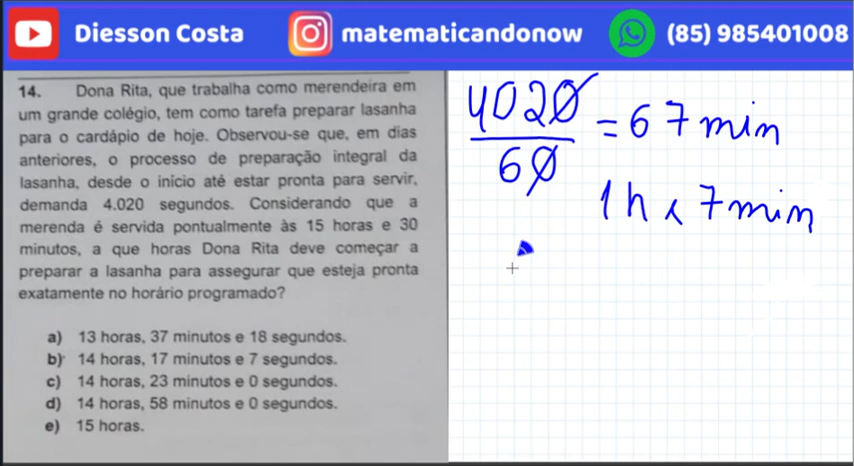 Diesson Costa matematicandonow (85) 985401008
14. Dona Rita, que trabalha como merendeira em
um grande colégio, tem como tarefa preparar lasanha
para o cardápio de hoje. Observou-se que, em dias
anteriores, o processo de preparação integral da
lasanha, desde o início até estar pronta para servir,
demanda 4.020 segundos. Considerando que a
merenda é servida pontualmente às 15 horas e 30
minutos, a que horas Dona Rita deve começar a
preparar a lasanha para assegurar que esteja pronta
exatamente no horário programado?
a) 13 horas, 37 minutos e 18 segundos.
b) 14 horas, 17 minutos e 7 segundos.
c) 14 horas, 23 minutos e 0 segundos.
d) 14 horas, 58 minutos e 0 segundos.
e) 15 horas.
4020
60
= 67 min
1h e 7 min